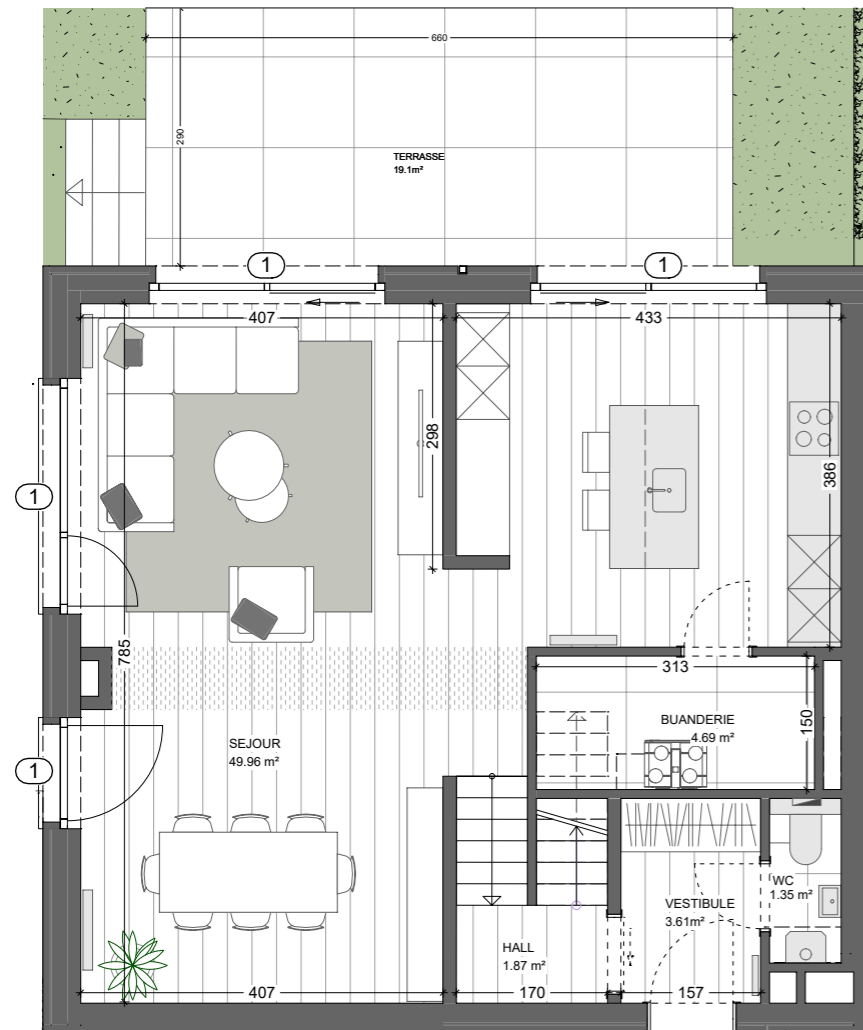 660
290
TERRASSE
19.1m²
1
1
407
433
298
386
1
785
313
BUANDERIE
4.69 m²
150
SEJOUR
49.96 m²
1
WC
1.35 m²
VESTIBULE
3.61m²
HALL
1.87 m²
407
170
157